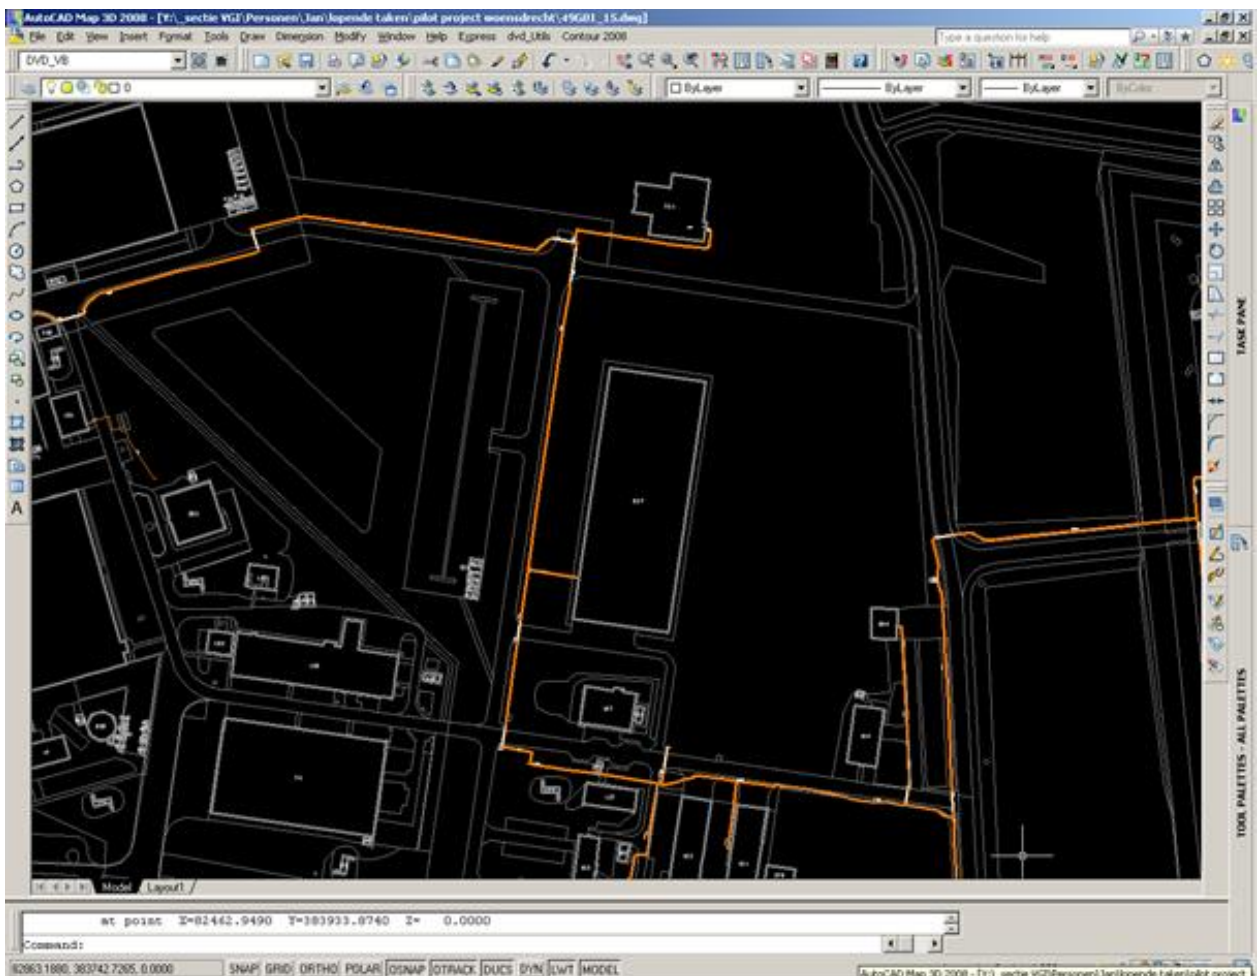 AutoCAD Map 3D 2008 - [Y:\_sectie VGI\Personen\Jan\lopende taken\pilot project woensdrecht\49G01_15.dwg]
File Edit View Insert Format Tools Draw Dimension Modify Window Help Express dvd_Utils Contour 2008 Type a question for help
DVD_VB
0 ByLayer ByLayer ByLayer ByColor
TASK PANE
TOOL PALETTES - ALL PALETTES
A
Model Layout1
at point X=82462.9490 Y=383933.8740 Z= 0.0000
Command:
82863.1880, 383742.7265, 0.0000 SNAP GRID ORTHO POLAR OSNAP OTRACK DUCS DYN LWT MODEL